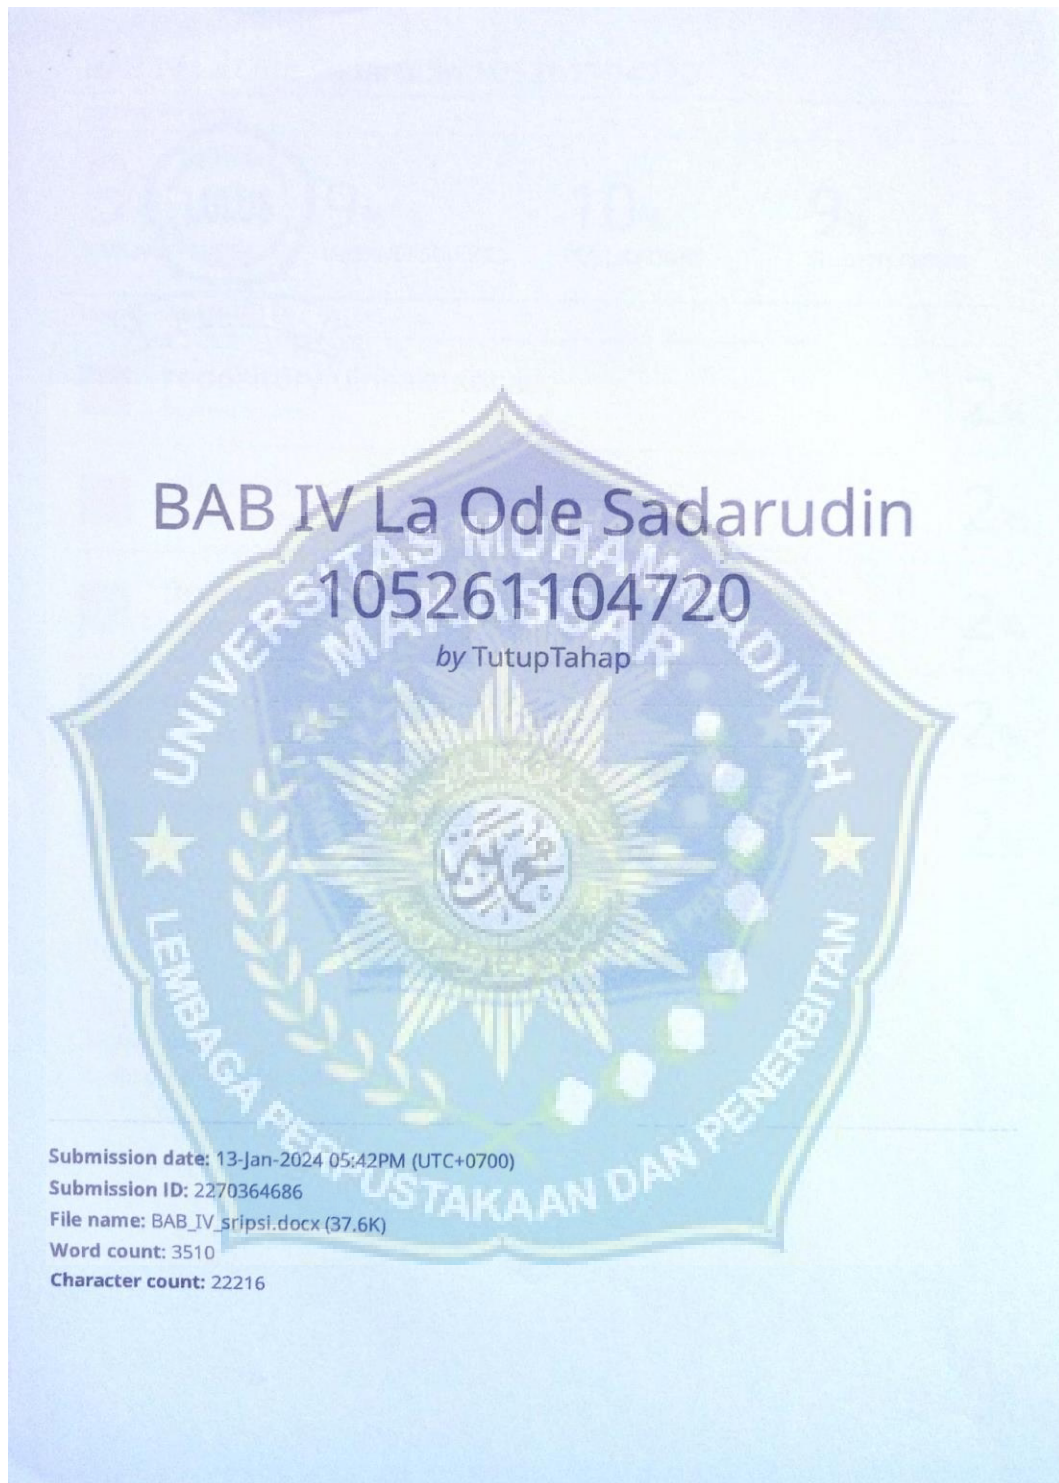 BAB IV La Ode Sadarudin
105261104720
by TutupTahap
UNIVERSITAS MUHAMMADIYAH
MAKASSAR
LEMBAGA PERPUSTAKAAN DAN PENERBITAN
Submission date: 13-Jan-2024 05:42PM (UTC+0700)
Submission ID: 2270364686
File name: BAB_IV_sripsi.docx (37.6K)
Word count: 3510
Character count: 22216